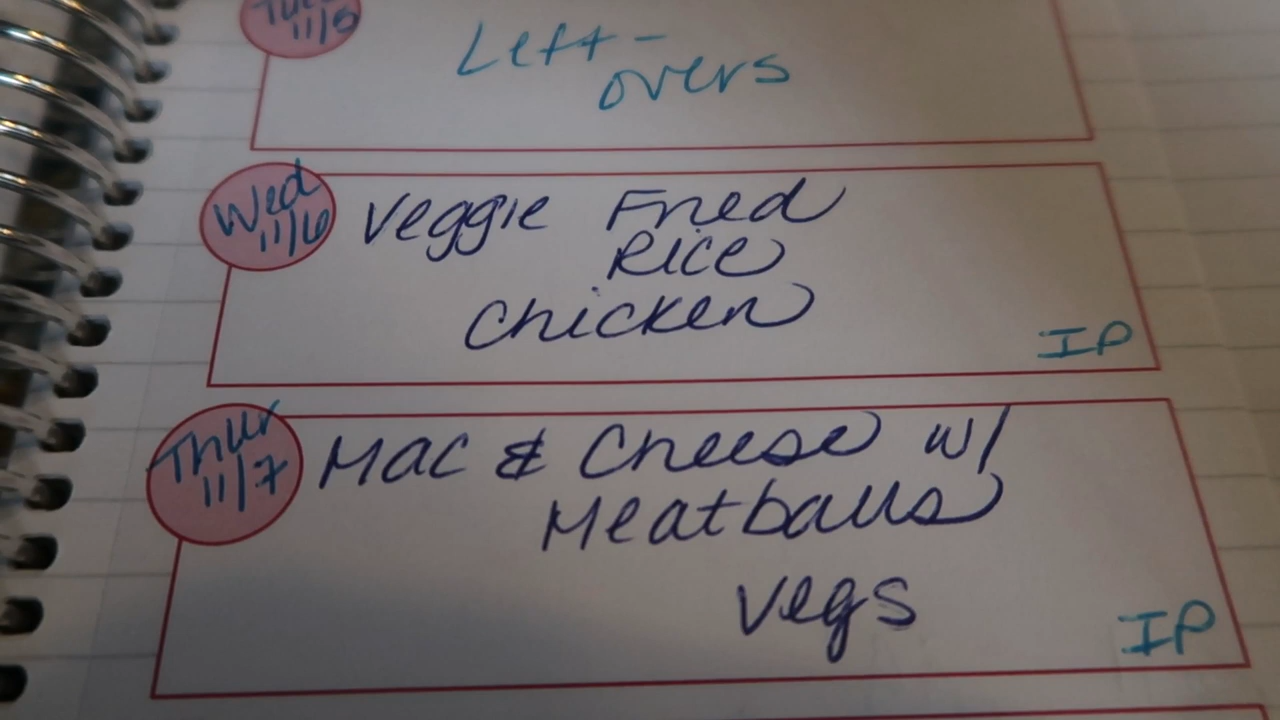 Tues
11/5
Left-
overs
Wed
11/6
Veggie Fried
Rice
Chicken
IP
Thur
11/7
Mac & Cheese w/
Meatballs
Vegs
IP